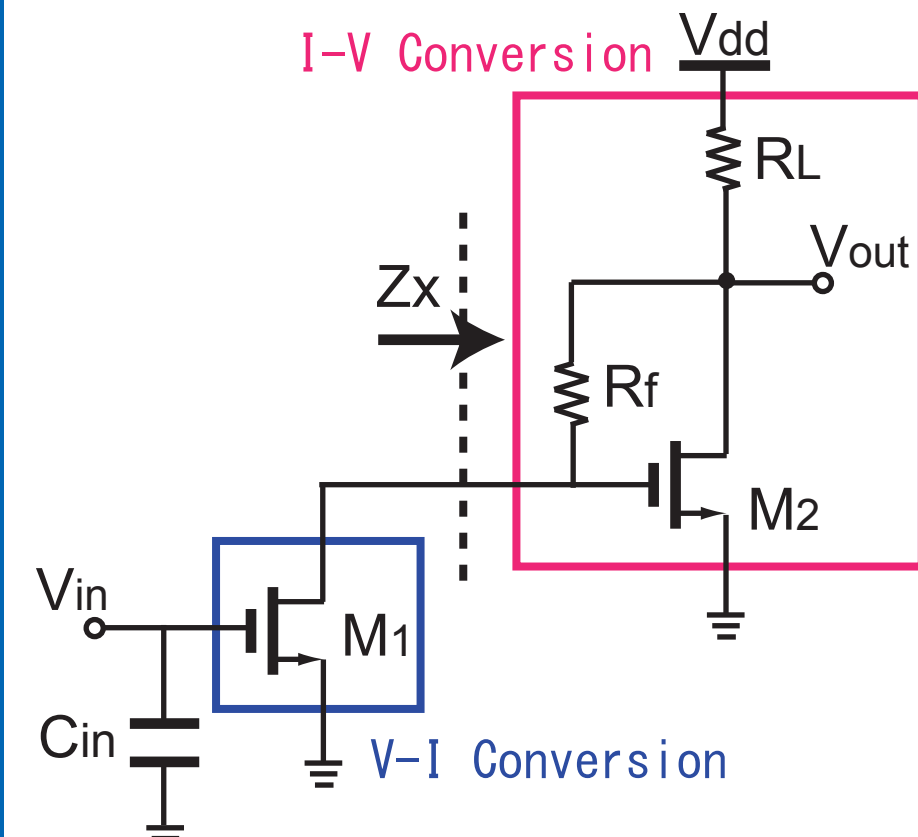 Vdd
I-V Conversion
RL
Vout
Zx
Rf
M2
Vin
M1
Cin
V-I Conversion